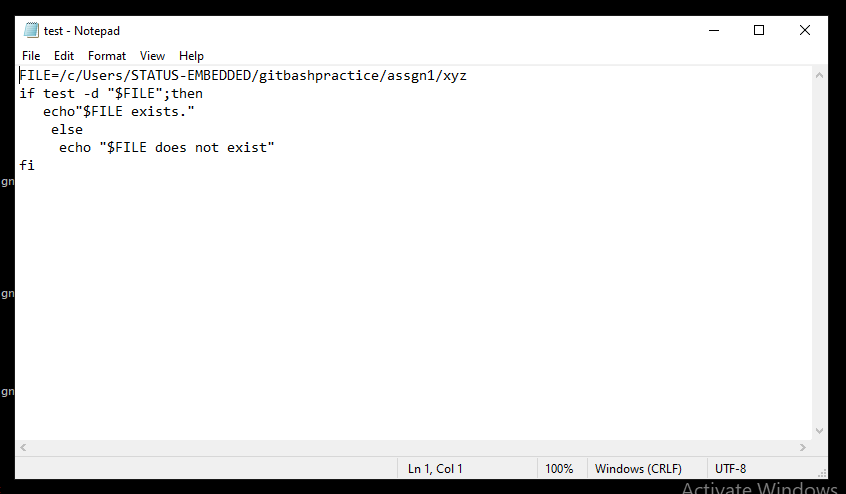 test - Notepad
File Edit Format View Help
FILE=/c/Users/STATUS-EMBEDDED/gitbashpractice/assgn1/xyz
if test -d "$FILE";then
echo"$FILE exists."
else
echo "$FILE does not exist"
fi
gn
gn
gn
Ln 1, Col 1 100% Windows (CRLF) UTF-8
Activate Windows